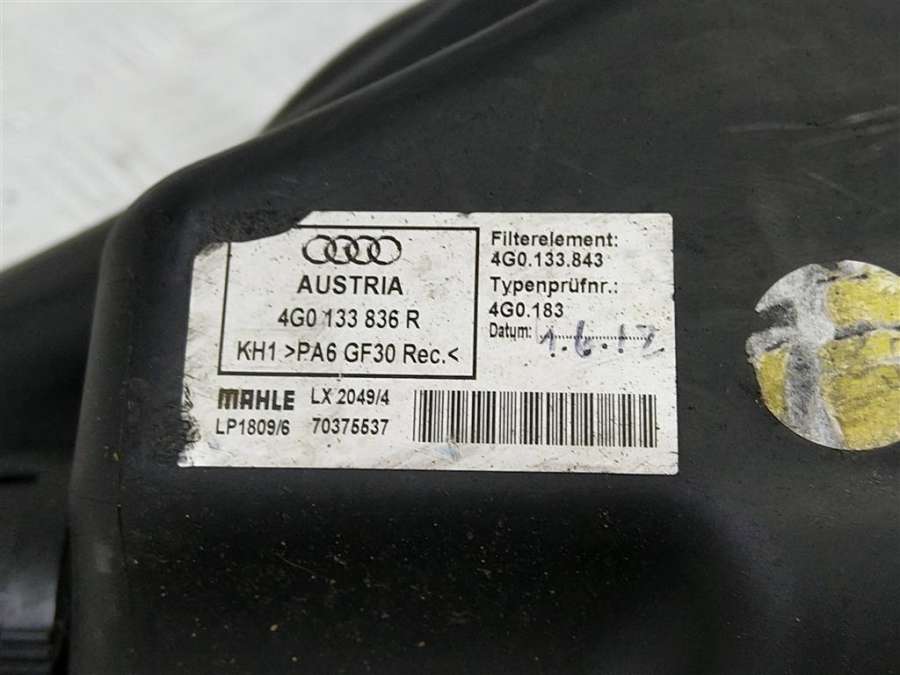 AUSTRIA
4G0 133 836 R
KH1 >PA6 GF30 Rec.<
Filterelement:
4G0.133.843
Typenprüfnr.:
4G0.183
Datum: 1.6.12
MAHLE LX 2049/4
LP1809/6 70375537